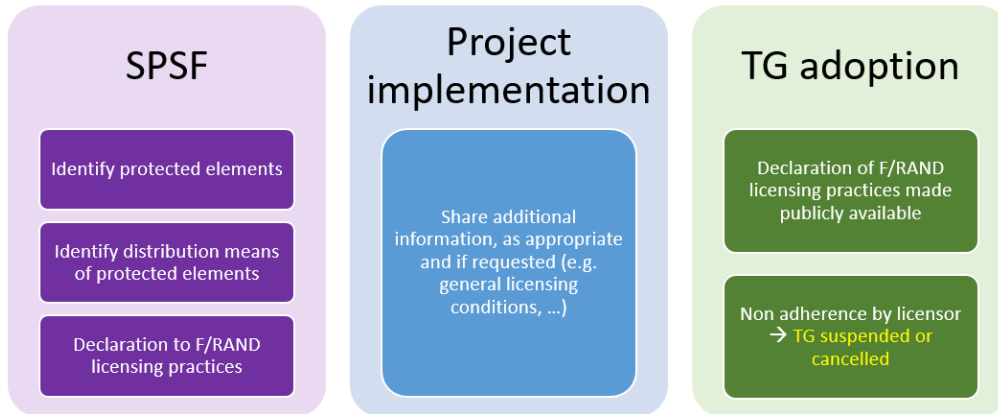 SPSF
Identify protected elements
Identify distribution means
of protected elements
Declaration to F/RAND
licensing practices
Project
implementation
Share additional
information, as appropriate
and if requested (e.g.
general licensing
conditions, …)
TG adoption
Declaration of F/RAND
licensing practices made
publicly available
Non adherence by licensor
→ TG suspended or
cancelled